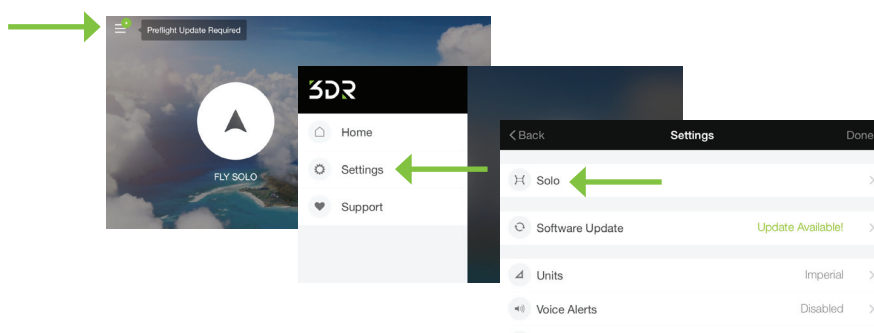 Preflight Update Required
FLY SOLO
3DR
Home
Settings
Support
Back
Settings
Done
Solo
Software Update
Update Available!
Units
Imperial
Voice Alerts
Disabled